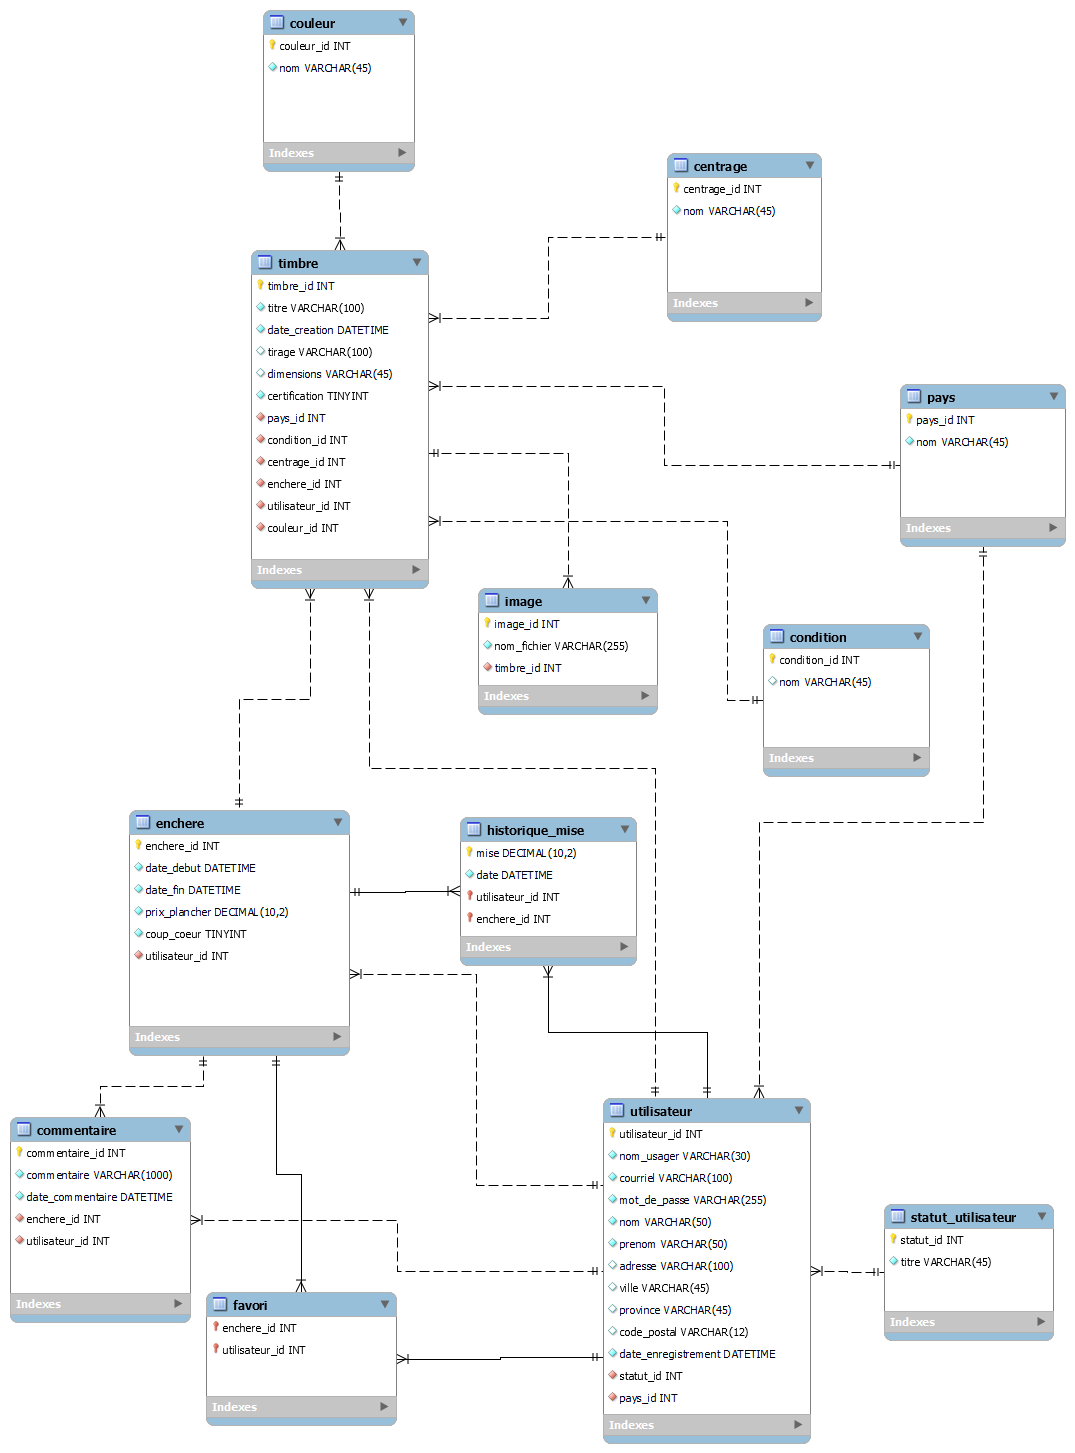 couleur
couleur_id INT
nom VARCHAR(45)
Indexes
centrage
centrage_id INT
nom VARCHAR(45)
Indexes
timbre
timbre_id INT
titre VARCHAR(100)
date_creation DATETIME
tirage VARCHAR(100)
dimensions VARCHAR(45)
certification TINYINT
pays_id INT
condition_id INT
centrage_id INT
enchere_id INT
utilisateur_id INT
couleur_id INT
Indexes
pays
pays_id INT
nom VARCHAR(45)
Indexes
image
image_id INT
nom_fichier VARCHAR(255)
timbre_id INT
Indexes
condition
condition_id INT
nom VARCHAR(45)
Indexes
enchere
enchere_id INT
date_debut DATETIME
date_fin DATETIME
prix_plancher DECIMAL(10,2)
coup_coeur TINYINT
utilisateur_id INT
Indexes
historique_mise
mise DECIMAL(10,2)
date DATETIME
utilisateur_id INT
enchere_id INT
Indexes
commentaire
commentaire_id INT
commentaire VARCHAR(1000)
date_commentaire DATETIME
enchere_id INT
utilisateur_id INT
Indexes
utilisateur
utilisateur_id INT
nom_usager VARCHAR(30)
courriel VARCHAR(100)
mot_de_passe VARCHAR(255)
nom VARCHAR(50)
prenom VARCHAR(50)
adresse VARCHAR(100)
ville VARCHAR(45)
province VARCHAR(45)
code_postal VARCHAR(12)
date_enregistrement DATETIME
statut_id INT
pays_id INT
Indexes
statut_utilisateur
statut_id INT
titre VARCHAR(45)
Indexes
favori
enchere_id INT
utilisateur_id INT
Indexes